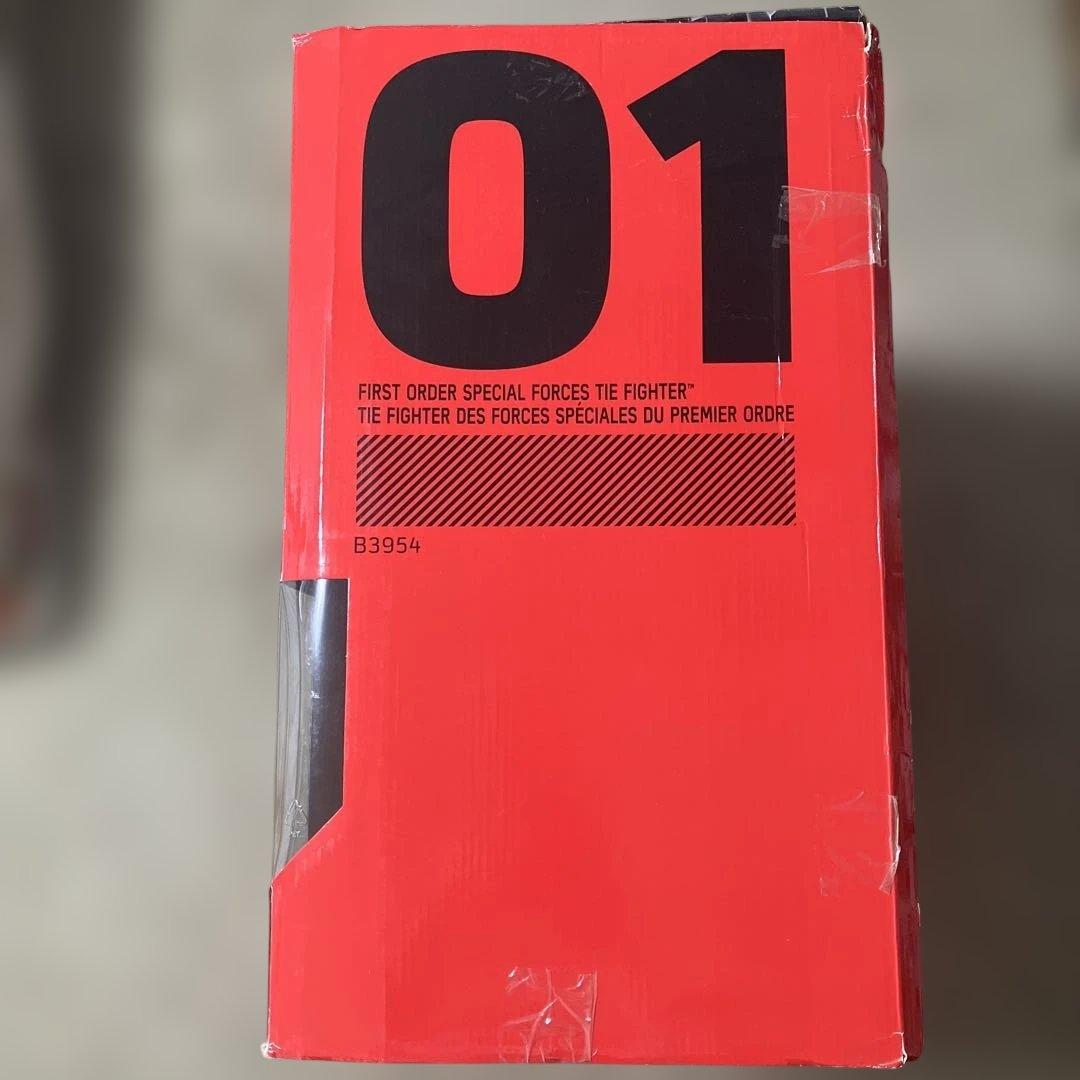 01
FIRST ORDER SPECIAL FORCES TIE FIGHTER™
TIE FIGHTER DES FORCES SPÉCIALES DU PREMIER ORDRE
B3954